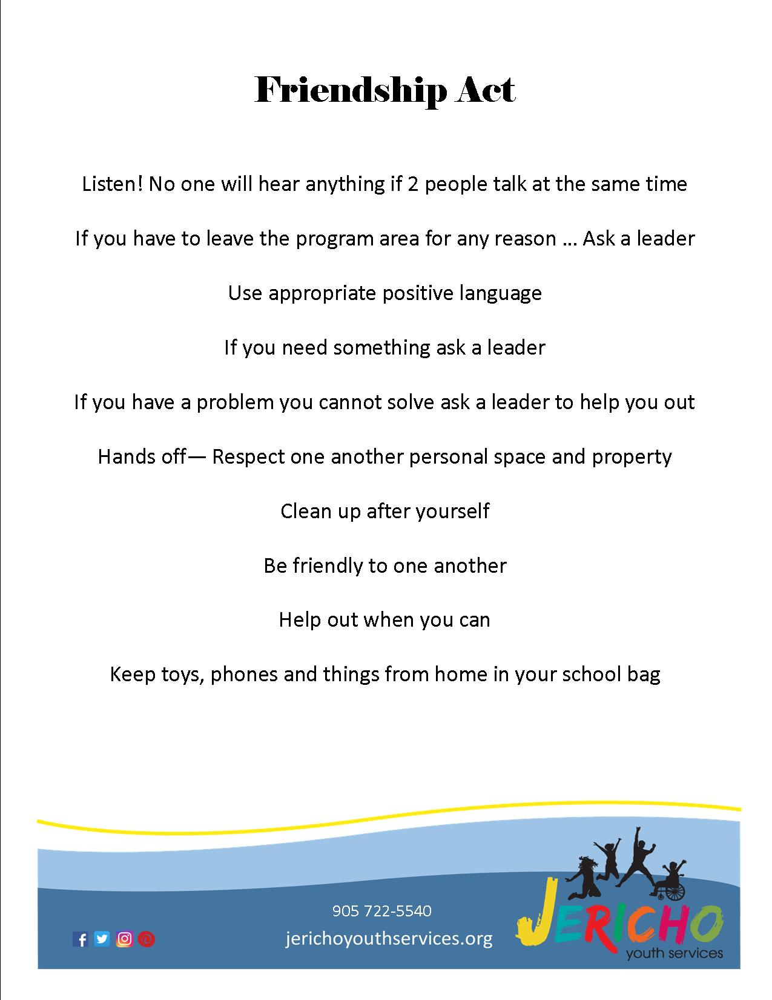 Friendship Act
Listen! No one will hear anything if 2 people talk at the same time
If you have to leave the program area for any reason ... Ask a leader
Use appropriate positive language
If you need something ask a leader
If you have a problem you cannot solve ask a leader to help you out
Hands off— Respect one another personal space and property
Clean up after yourself
Be friendly to one another
Help out when you can
Keep toys, phones and things from home in your school bag
905 722-5540
jerichoyouthservices.org
JERICHO
youth services